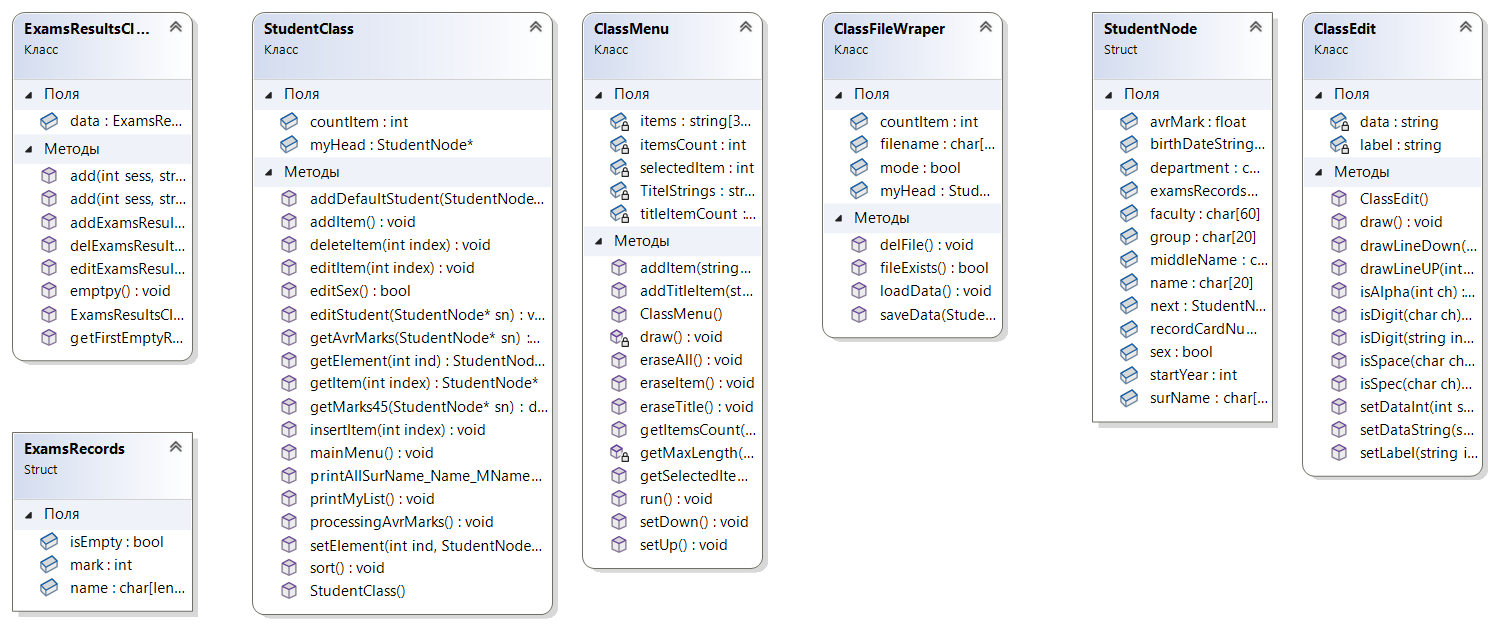 ExamsResultsCl...
Класс
Поля
data : ExamsRe...
Методы
add(int sess, str...
add(int sess, str...
addExamsResul...
delExamsResult...
editExamsResul...
emptpy() : void
ExamsResultsCl...
getFirstEmptyR...
ExamsRecords
Struct
Поля
isEmpty : bool
mark : int
name : char[len...
StudentClass
Класс
Поля
countItem : int
myHead : StudentNode*
Методы
addDefaultStudent(StudentNode...
addItem() : void
deleteItem(int index) : void
editItem(int index) : void
editSex() : bool
editStudent(StudentNode* sn) : v...
getAvrMarks(StudentNode* sn) :...
getElement(int ind) : StudentNod...
getItem(int index) : StudentNode*
getMarks45(StudentNode* sn) : d...
insertItem(int index) : void
mainMenu() : void
printAllSurName_Name_MName...
printMyList() : void
processingAvrMarks() : void
setElement(int ind, StudentNode...
sort() : void
StudentClass()
ClassMenu
Класс
Поля
items : string[3...
itemsCount : int
selectedItem : int
TitelStrings : str...
titleItemCount :...
Методы
addItem(string...
addTitleItem(st...
ClassMenu()
draw() : void
eraseAll() : void
eraseItem() : void
eraseTitle() : void
getItemsCount(...
getMaxLength(...
getSelectedIte...
run() : void
setDown() : void
setUp() : void
ClassFileWraper
Класс
Поля
countItem : int
filename : char[...
mode : bool
myHead : Stud...
Методы
delFile() : void
fileExists() : bool
loadData() : void
saveData(Stude...
StudentNode
Struct
Поля
avrMark : float
birthDateString...
department : c...
examsRecords...
faculty : char[60]
group : char[20]
middleName : c...
name : char[20]
next : StudentN...
recordCardNu...
sex : bool
startYear : int
surName : char[...
ClassEdit
Класс
Поля
data : string
label : string
Методы
ClassEdit()
draw() : void
drawLineDown(...
drawLineUP(int...
isAlpha(int ch) :...
isDigit(char ch)...
isDigit(string in...
isSpace(char ch...
isSpec(char ch)...
setDataInt(int s...
setDataString(s...
setLabel(string i...